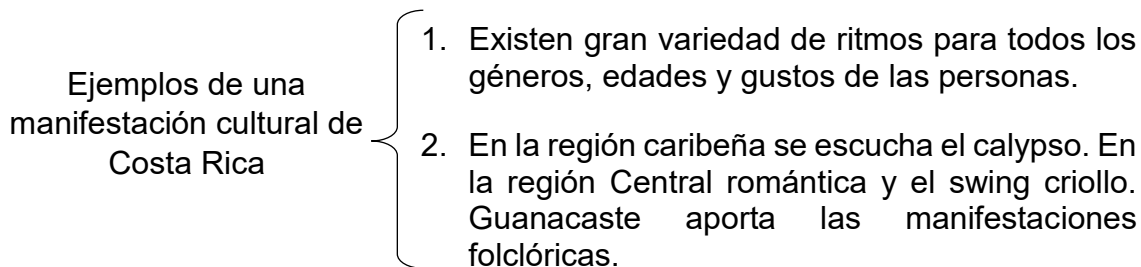 Ejemplos de una
manifestación cultural de
Costa Rica
1. Existen gran variedad de ritmos para todos los
géneros, edades y gustos de las personas.
2. En la región caribeña se escucha el calypso. En
la región Central romántica y el swing criollo.
Guanacaste aporta las manifestaciones
folclóricas.